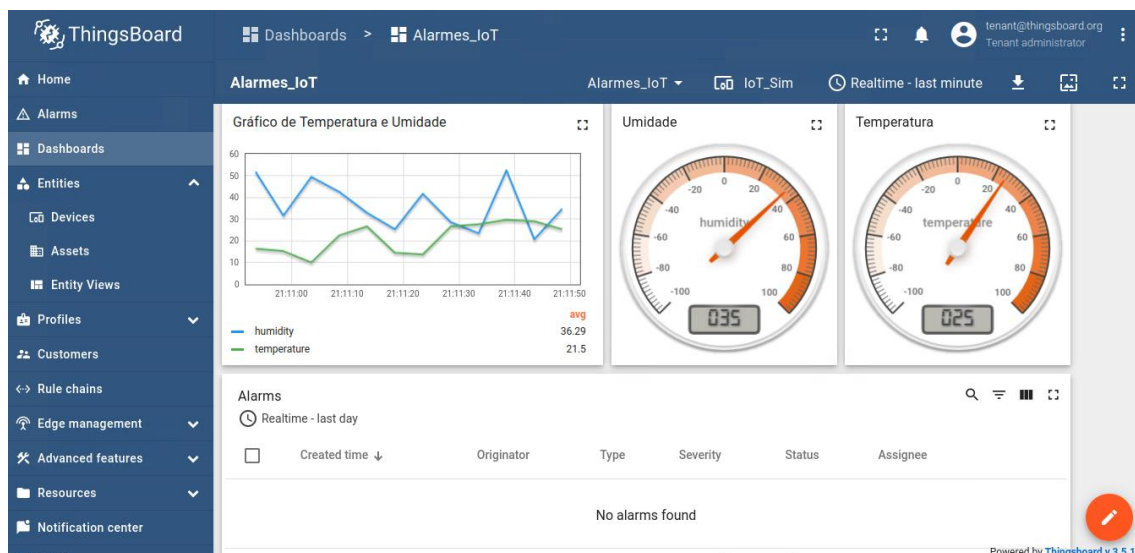 ThingsBoard
Dashboards > Alarmes_IoT
tenant@thingsboard.org
Tenant administrator
Home
Alarms
Dashboards
Entities
Devices
Assets
Entity Views
Profiles
Customers
Rule chains
Edge management
Advanced features
Resources
Notification center
Alarmes_IoT
Alarmes_IoT
IoT_Sim
Realtime - last minute
Gráfico de Temperatura e Umidade
60
50
40
30
20
10
0
21:11:00 21:11:10 21:11:20 21:11:30 21:11:40 21:11:50
avg
humidity 36.29
temperature 21.5
Umidade
-100 -80 -60 -40 -20 0 20 60 80 100
humidity
035
Temperatura
-100 -80 -60 -40 -20 0 20 40 60 80 100
temperature
025
Alarms
Realtime - last day
Created time Originator Type Severity Status Assignee
No alarms found
Powered by Thingsboard v.3.5.1